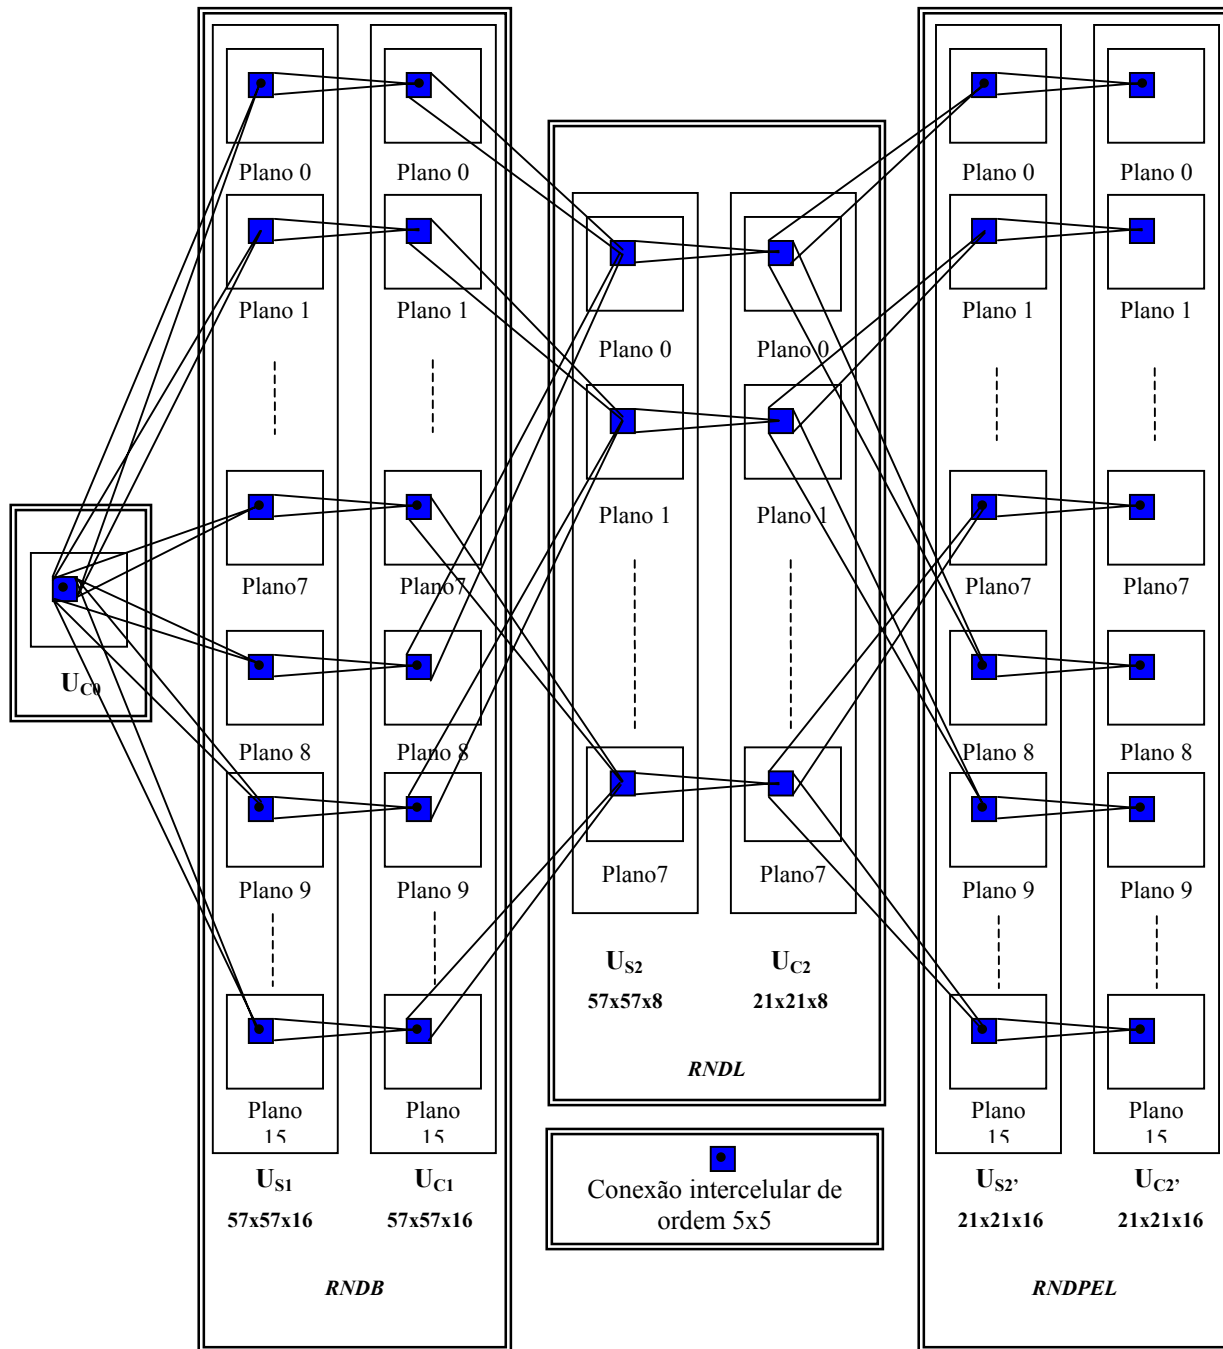 Plano 0
Plano 0
Plano 1
Plano 1
Plano7
Plano7
Plano 8
Plano 8
Plano 9
Plano 9
Plano
15
Plano
15
U_C0
U_S1
U_C1
57x57x16
57x57x16
RNDB
Plano 0
Plano 0
Plano 1
Plano 1
Plano7
Plano7
U_S2
U_C2
57x57x8
21x21x8
RNDL
Conexão intercelular de
ordem 5x5
Plano 0
Plano 0
Plano 1
Plano 1
Plano7
Plano7
Plano 8
Plano 8
Plano 9
Plano 9
Plano
15
Plano
15
U_S2'
U_C2'
21x21x16
21x21x16
RNDPEL